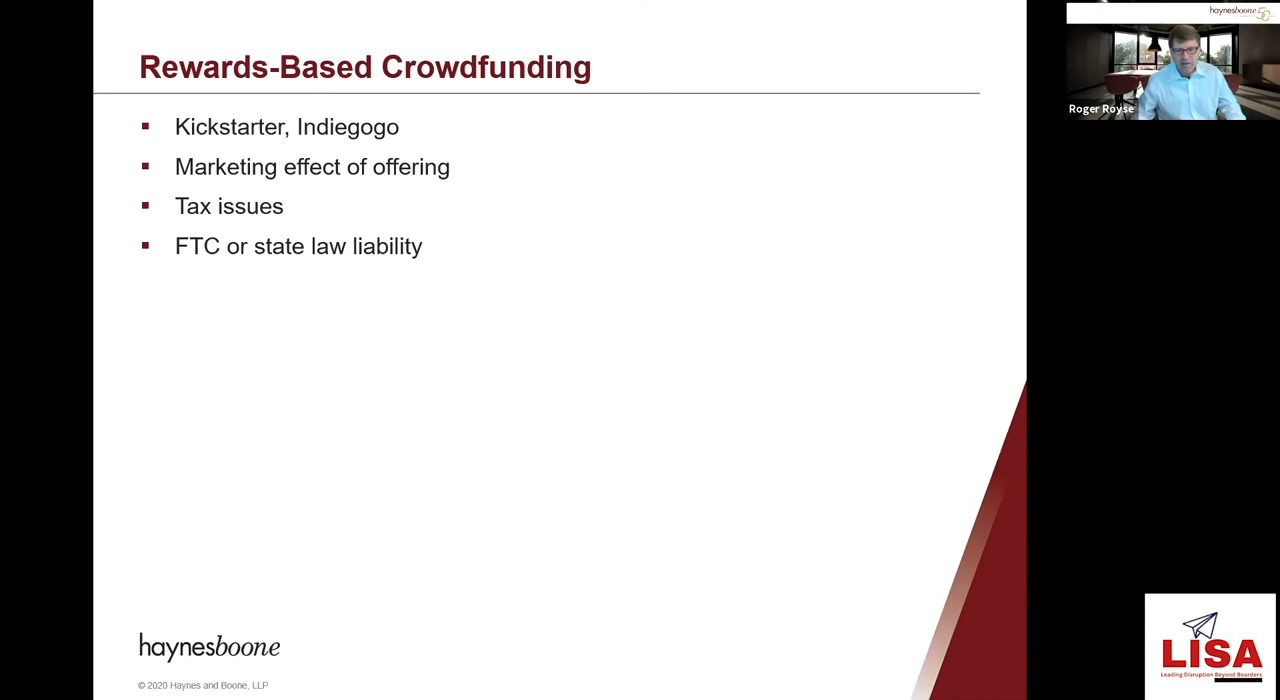 Rewards-Based Crowdfunding
Kickstarter, Indiegogo
Marketing effect of offering
Tax issues
FTC or state law liability
haynesboone
© 2020 Haynes and Boone, LLP
haynesboone 50
Roger Royse
LISA
Leading Disruption Beyond Boarders